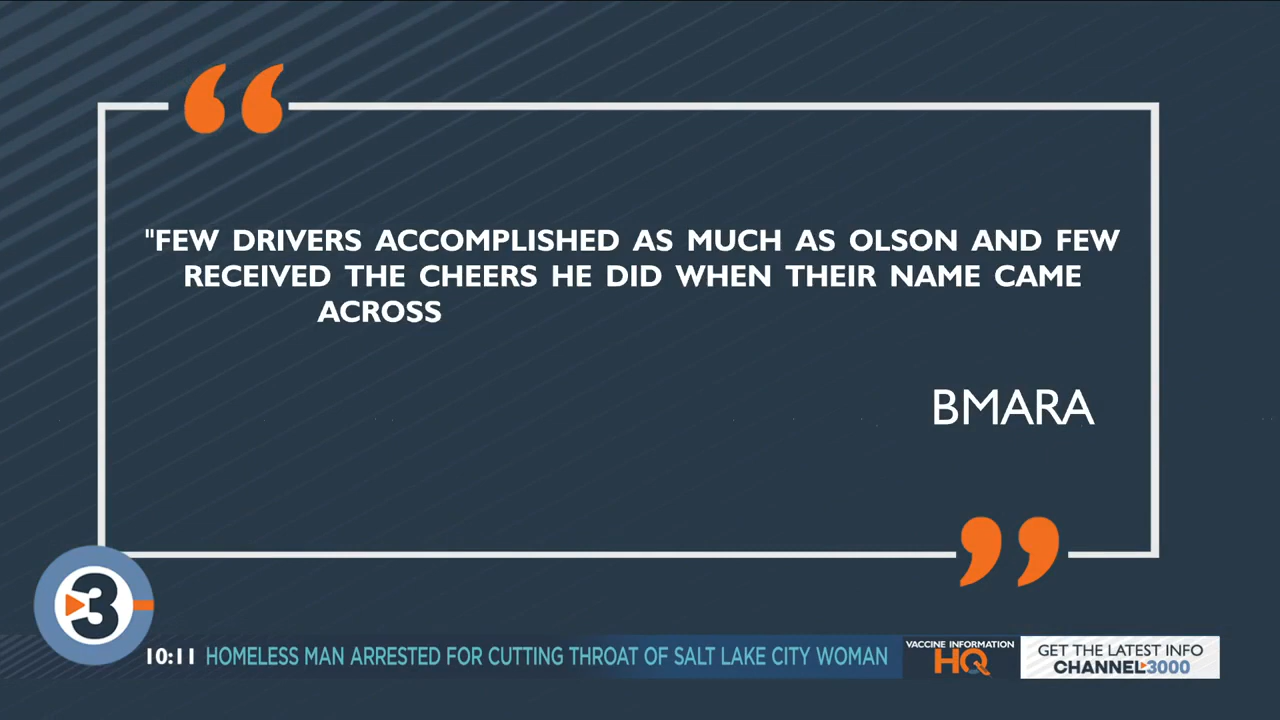 "FEW DRIVERS ACCOMPLISHED AS MUCH AS OLSON AND FEW
RECEIVED THE CHEERS HE DID WHEN THEIR NAME CAME
ACROSS
BMARA
3
10:11 HOMELESS MAN ARRESTED FOR CUTTING THROAT OF SALT LAKE CITY WOMAN
VACCINE INFORMATION
HQ
GET THE LATEST INFO
CHANNEL3000